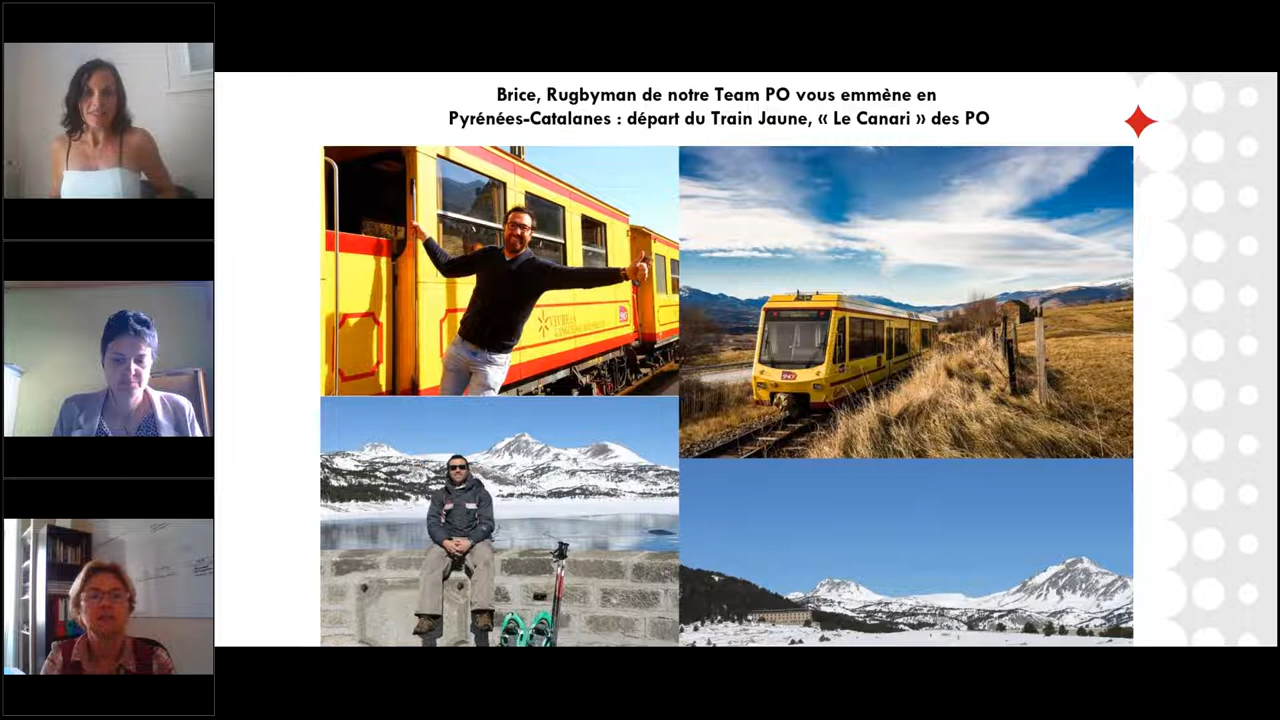 Brice, Rugbyman de notre Team PO vous emmène en
Pyrénées-Catalanes : départ du Train Jaune, « Le Canari » des PO